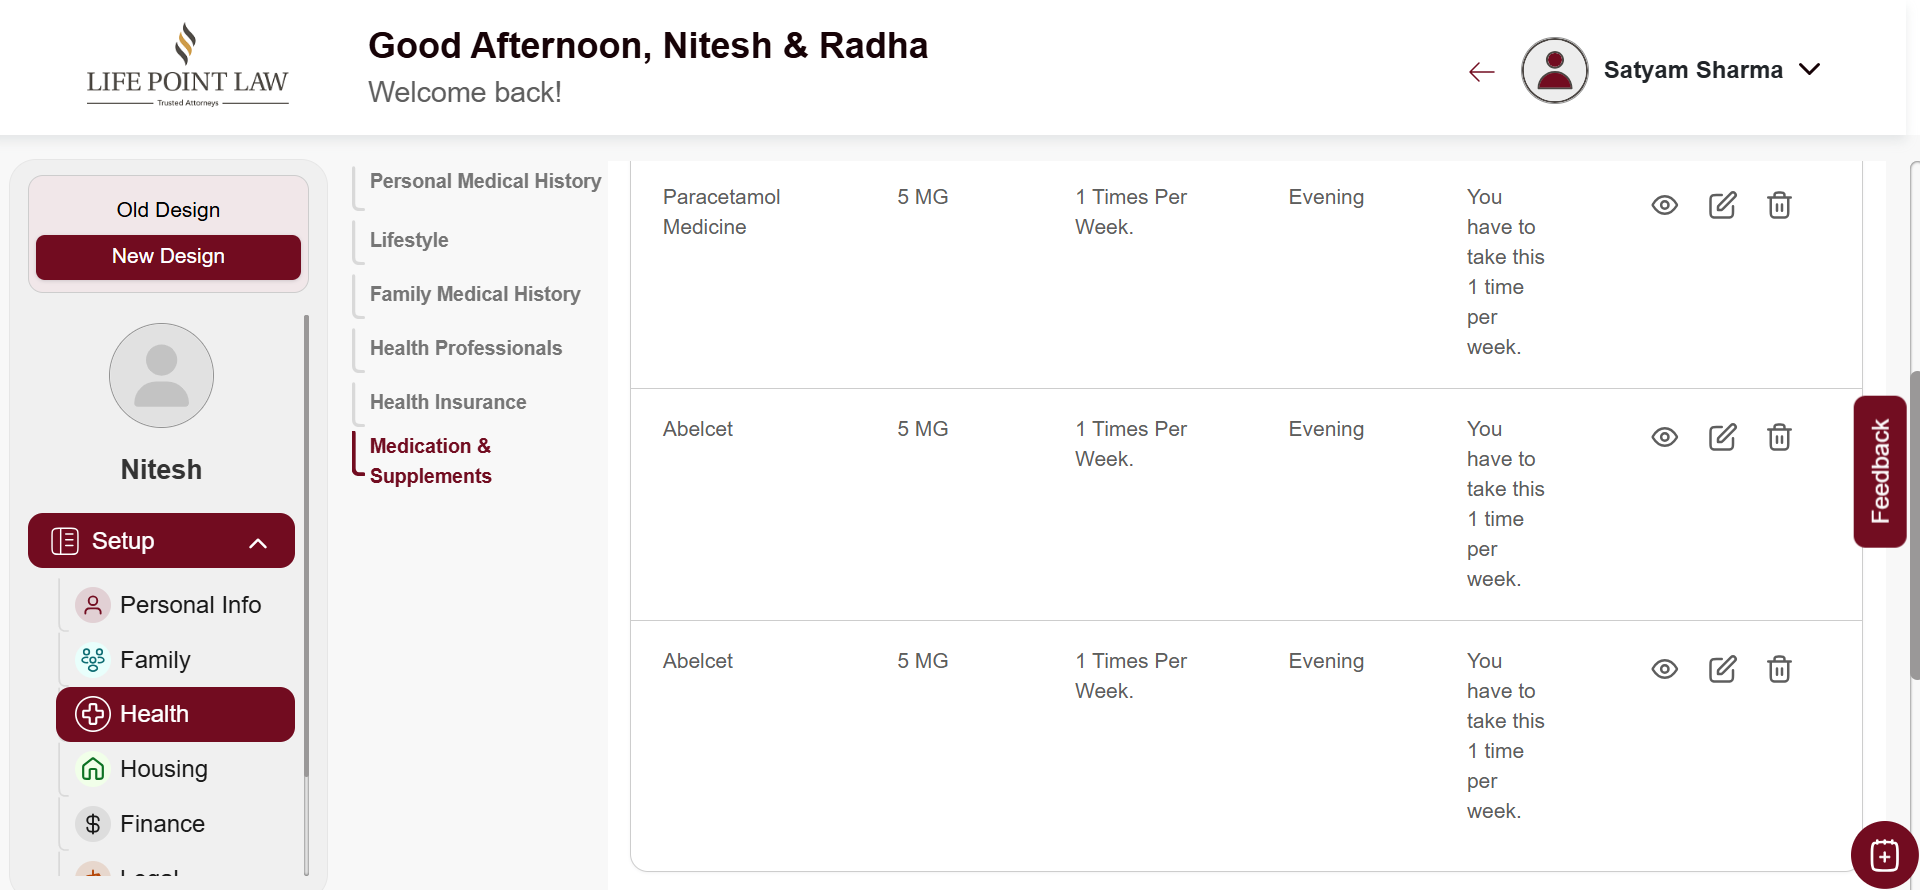 LIFE POINT LAW
Trusted Attorneys
Good Afternoon, Nitesh & Radha
Welcome back!
Satyam Sharma
Old Design
New Design
Nitesh
Setup
Personal Info
Family
Health
Housing
Finance
Legal
Personal Medical History
Lifestyle
Family Medical History
Health Professionals
Health Insurance
Medication &
Supplements
Paracetamol
Medicine
5 MG
1 Times Per
Week.
Evening
You
have to
take this
1 time
per
week.
Abelcet
5 MG
1 Times Per
Week.
Evening
You
have to
take this
1 time
per
week.
Abelcet
5 MG
1 Times Per
Week.
Evening
You
have to
take this
1 time
per
week.
Feedback